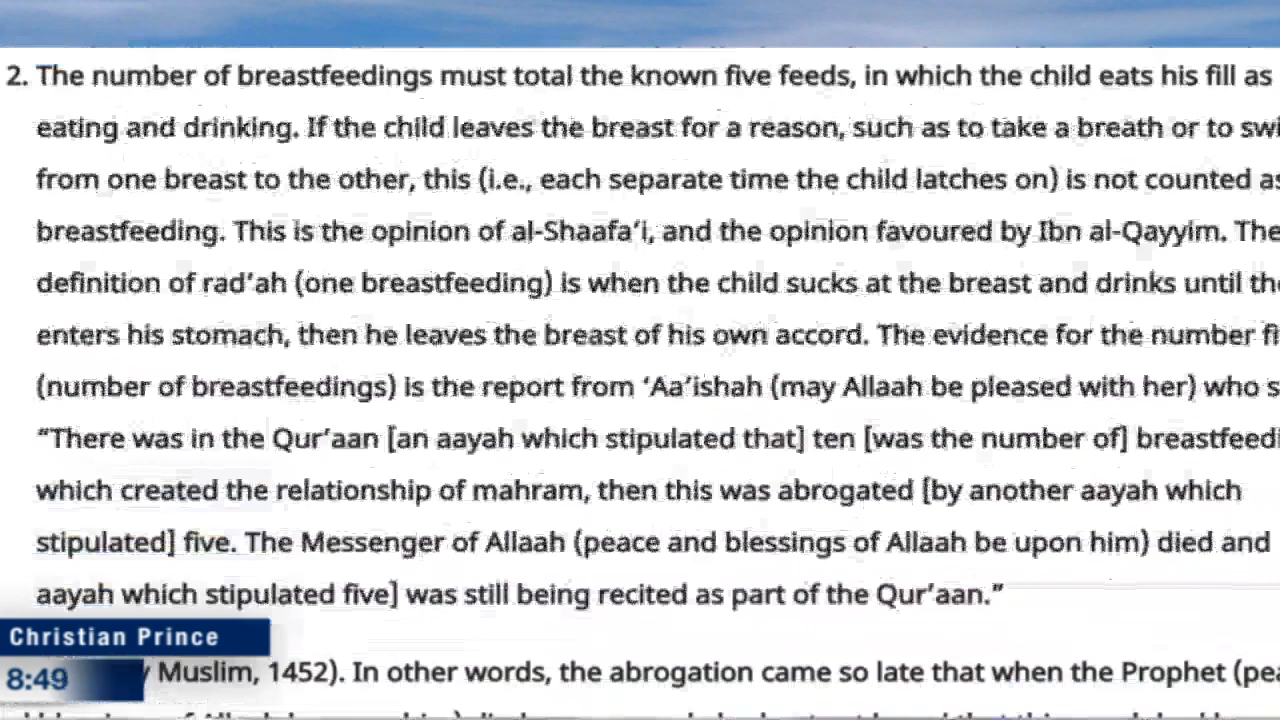 2. The number of breastfeedings must total the known five feeds, in which the child eats his fill as
eating and drinking. If the child leaves the breast for a reason, such as to take a breath or to
from one breast to the other, this (i.e., each separate time the child latches on) is not counted as
breastfeeding. This is the opinion of al-Shaafa’i, and the opinion favoured by Ibn al-Qayyim. The
definition of rad’ah (one breastfeeding) is when the child sucks at the breast and drinks until
enters his stomach, then he leaves the breast of his own accord. The evidence for the number
(number of breastfeedings) is the report from ‘Aa’ishah (may Allaah be pleased with her) who
“There was in the Qur’aan [an aayah which stipulated that] ten [was the number of]
which created the relationship of mahram, then this was abrogated [by another aayah which
stipulated] five. The Messenger of Allaah (peace and blessings of Allaah be upon him) died and
aayah which stipulated five] was still being recited as part of the Qur’aan.”
Christian Prince
Muslim, 1452). In other words, the abrogation came so late that when the Prophet
8:49